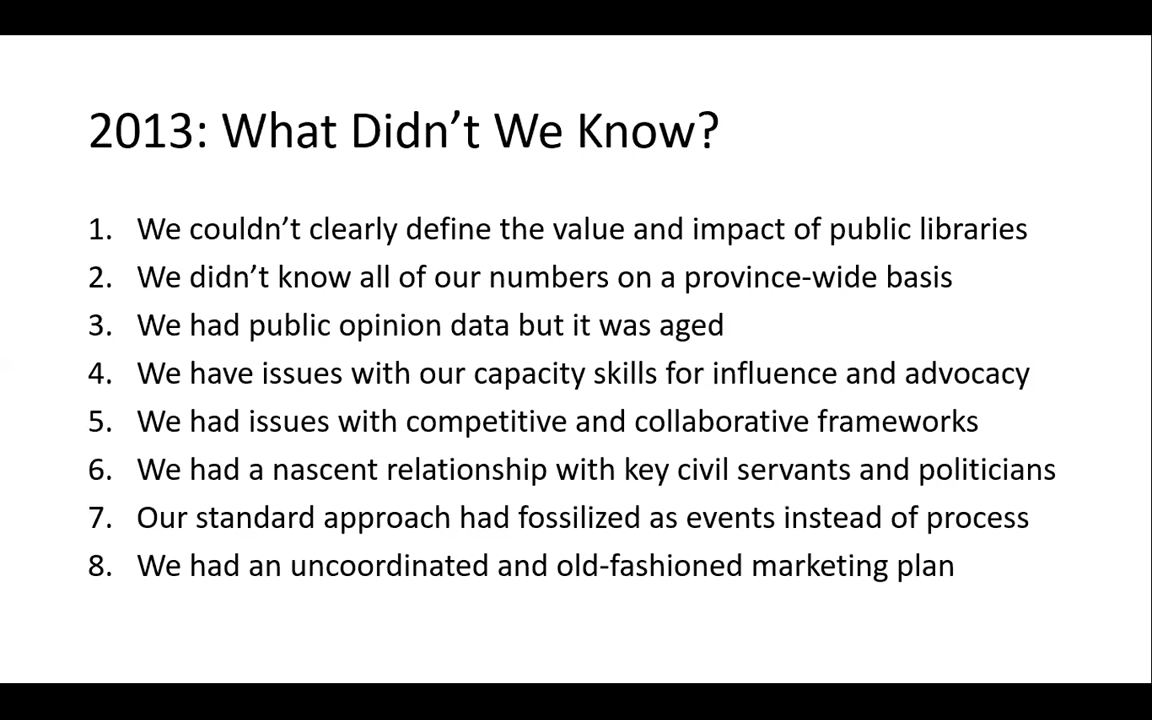 2013: What Didn’t We Know?
1. We couldn’t clearly define the value and impact of public libraries
2. We didn’t know all of our numbers on a province-wide basis
3. We had public opinion data but it was aged
4. We have issues with our capacity skills for influence and advocacy
5. We had issues with competitive and collaborative frameworks
6. We had a nascent relationship with key civil servants and politicians
7. Our standard approach had fossilized as events instead of process
8. We had an uncoordinated and old-fashioned marketing plan